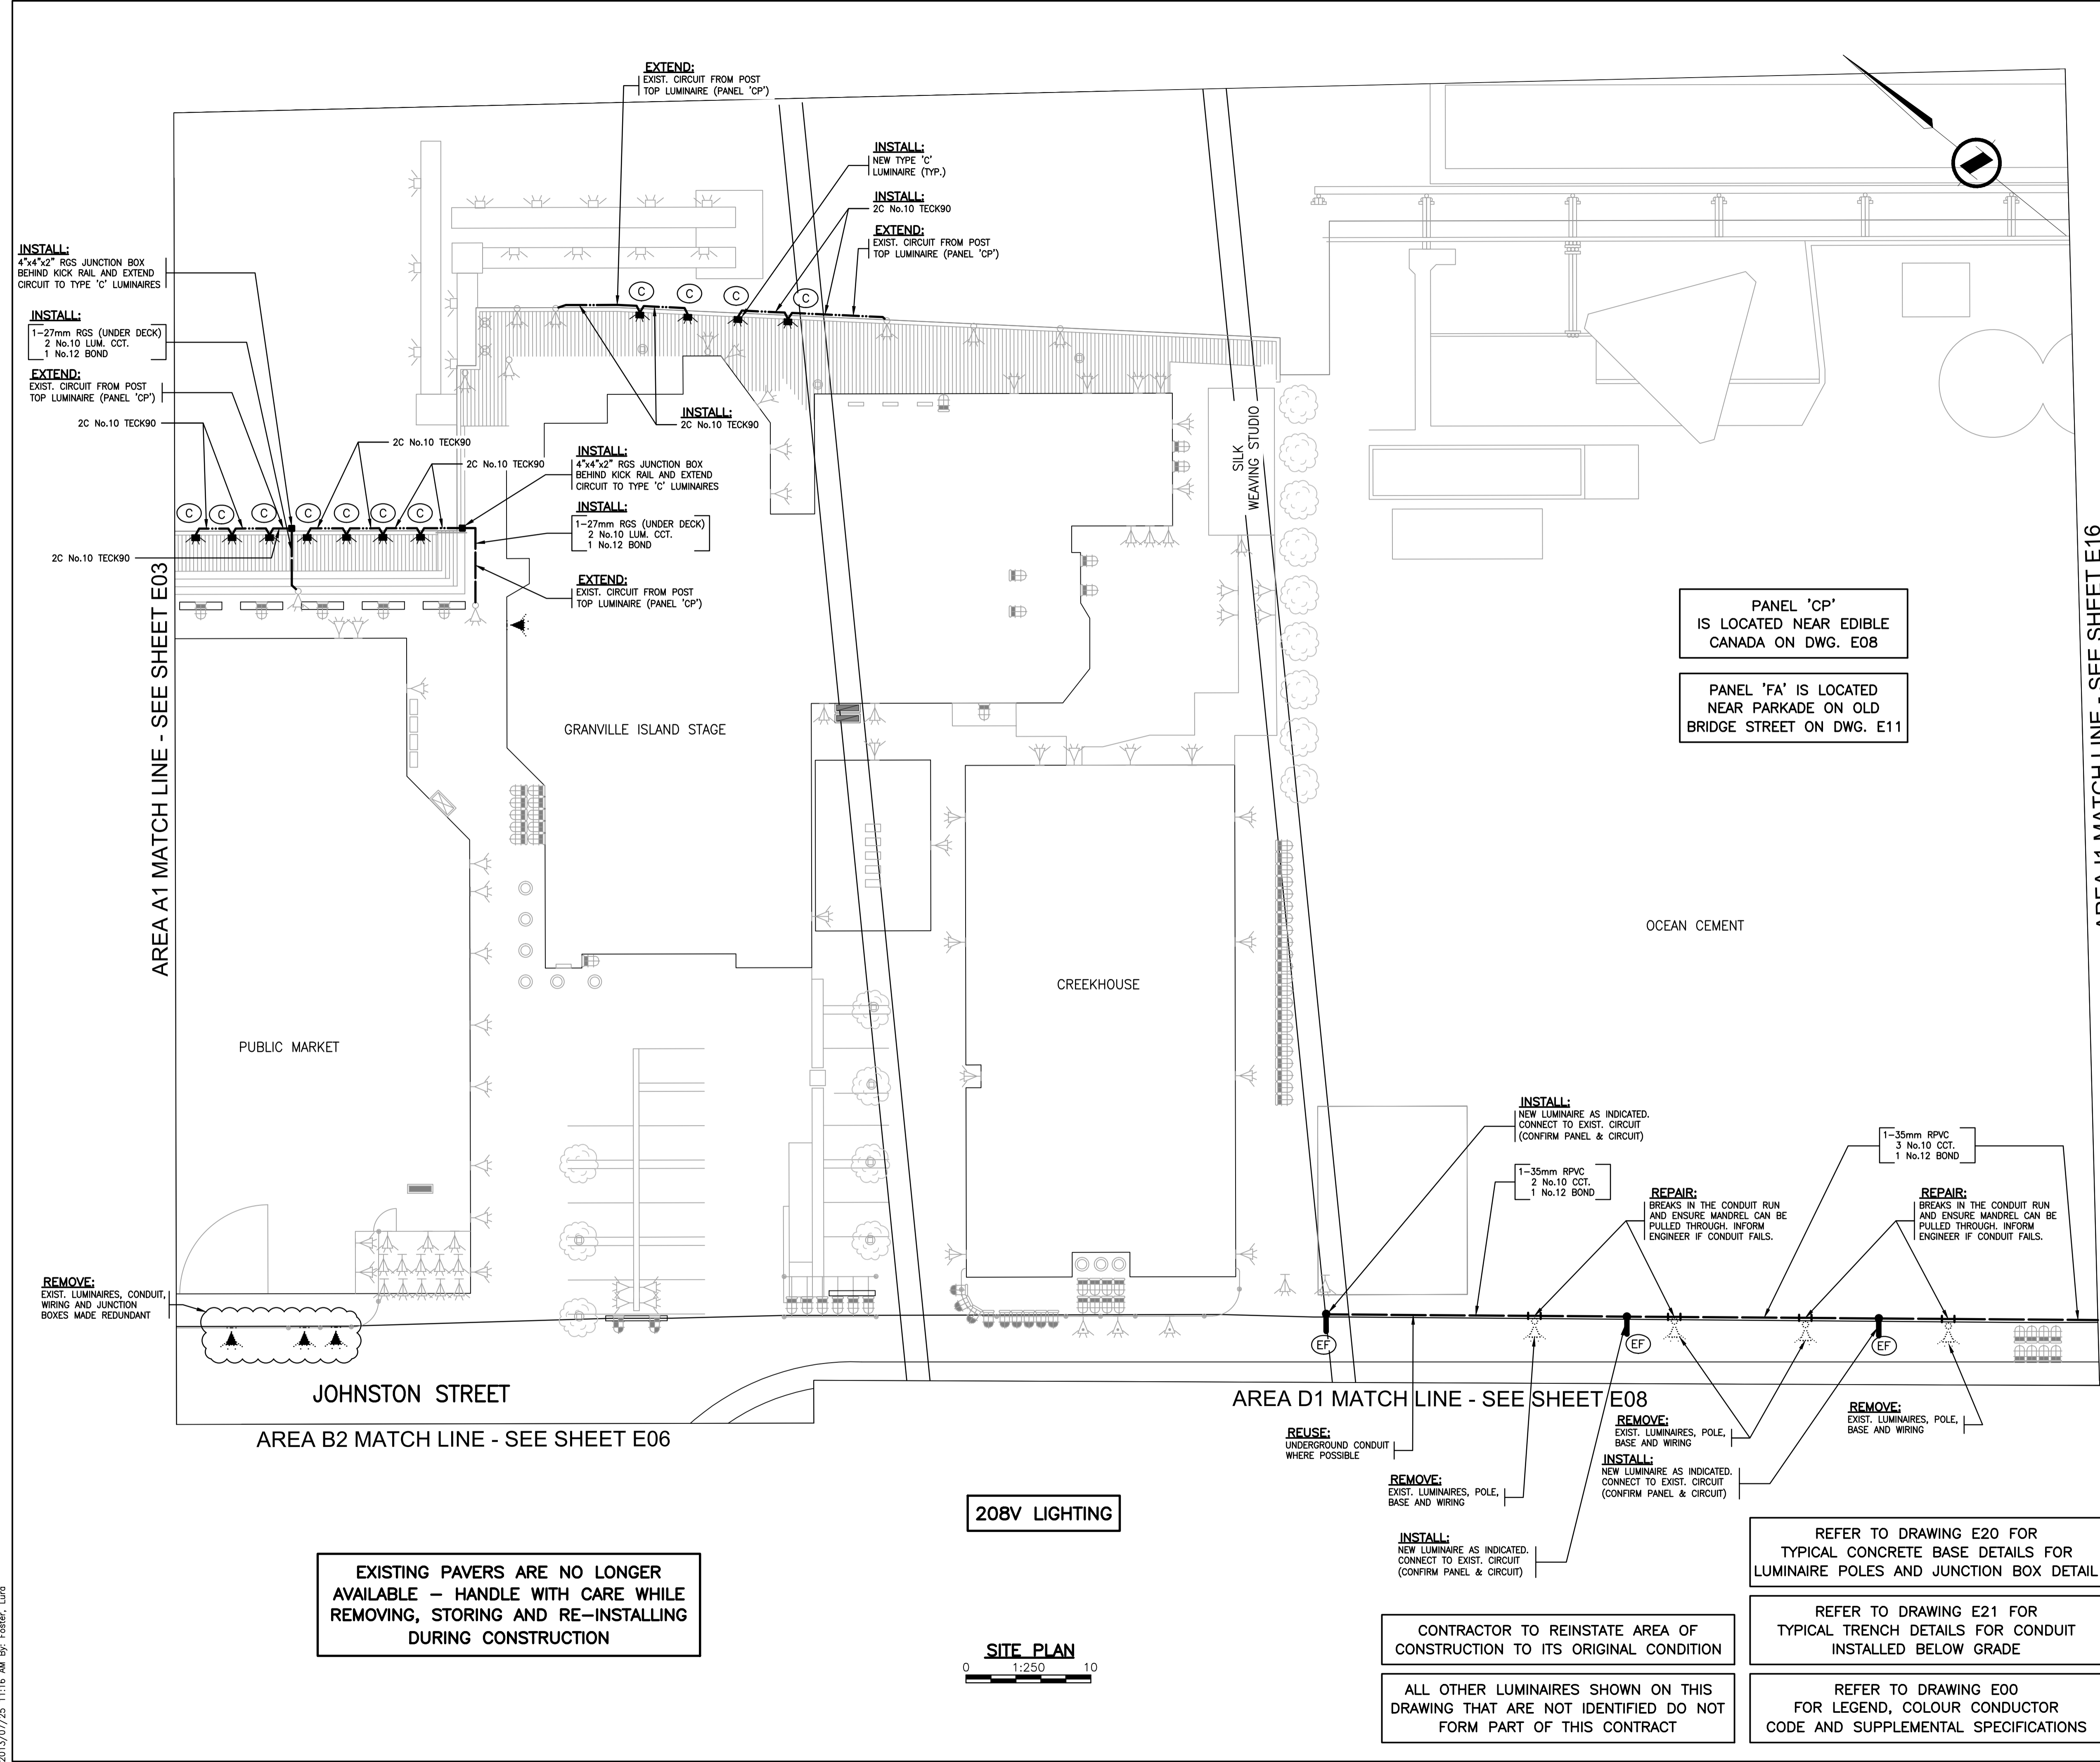 EXTEND:
EXIST. CIRCUIT FROM POST
TOP LUMINAIRE (PANEL 'CP')
INSTALL:
NEW TYPE 'C'
LUMINAIRE (TYP.)
INSTALL:
2C No.10 TECK90
EXTEND:
EXIST. CIRCUIT FROM POST
TOP LUMINAIRE (PANEL 'CP')
INSTALL:
4"x4"x2" RGS JUNCTION BOX
BEHIND KICK RAIL AND EXTEND
CIRCUIT TO TYPE 'C' LUMINAIRES
INSTALL:
1-27mm RGS (UNDER DECK)
2 No.10 LUM. CCT.
1 No.12 BOND
EXTEND:
EXIST. CIRCUIT FROM POST
TOP LUMINAIRE (PANEL 'CP')
2C No.10 TECK90
C C C C
INSTALL:
2C No.10 TECK90
2C No.10 TECK90
2C No.10 TECK90
INSTALL:
4"x4"x2" RGS JUNCTION BOX
BEHIND KICK RAIL AND EXTEND
CIRCUIT TO TYPE 'C' LUMINAIRES
C C C C C C C
INSTALL:
1-27mm RGS (UNDER DECK)
2 No.10 LUM. CCT.
1 No.12 BOND
2C No.10 TECK90
EXTEND:
EXIST. CIRCUIT FROM POST
TOP LUMINAIRE (PANEL 'CP')
SILK
WEAVING STUDIO
AREA A1 MATCH LINE - SEE SHEET E03
PANEL 'CP'
IS LOCATED NEAR EDIBLE
CANADA ON DWG. E08
PANEL 'FA' IS LOCATED
NEAR PARKADE ON OLD
BRIDGE STREET ON DWG. E11
AREA J1 MATCH LINE - SEE SHEET E16
GRANVILLE ISLAND STAGE
OCEAN CEMENT
CREEKHOUSE
PUBLIC MARKET
INSTALL:
NEW LUMINAIRE AS INDICATED.
CONNECT TO EXIST. CIRCUIT
(CONFIRM PANEL & CIRCUIT)
1-35mm RPVC
2 No.10 CCT.
1 No.12 BOND
REPAIR:
BREAKS IN THE CONDUIT RUN
AND ENSURE MANDREL CAN BE
PULLED THROUGH. INFORM
ENGINEER IF CONDUIT FAILS.
1-35mm RPVC
3 No.10 CCT.
1 No.12 BOND
REPAIR:
BREAKS IN THE CONDUIT RUN
AND ENSURE MANDREL CAN BE
PULLED THROUGH. INFORM
ENGINEER IF CONDUIT FAILS.
REMOVE:
EXIST. LUMINAIRES, CONDUIT,
WIRING AND JUNCTION
BOXES MADE REDUNDANT
EF EF EF
JOHNSTON STREET
AREA D1 MATCH LINE - SEE SHEET E08
AREA B2 MATCH LINE - SEE SHEET E06
REUSE:
UNDERGROUND CONDUIT
WHERE POSSIBLE
REMOVE:
EXIST. LUMINAIRES, POLE,
BASE AND WIRING
REMOVE:
EXIST. LUMINAIRES, POLE,
BASE AND WIRING
REMOVE:
EXIST. LUMINAIRES, POLE,
BASE AND WIRING
INSTALL:
NEW LUMINAIRE AS INDICATED.
CONNECT TO EXIST. CIRCUIT
(CONFIRM PANEL & CIRCUIT)
INSTALL:
NEW LUMINAIRE AS INDICATED.
CONNECT TO EXIST. CIRCUIT
(CONFIRM PANEL & CIRCUIT)
208V LIGHTING
EXISTING PAVERS ARE NO LONGER
AVAILABLE – HANDLE WITH CARE WHILE
REMOVING, STORING AND RE-INSTALLING
DURING CONSTRUCTION
SITE PLAN
0 1:250 10
CONTRACTOR TO REINSTATE AREA OF
CONSTRUCTION TO ITS ORIGINAL CONDITION
ALL OTHER LUMINAIRES SHOWN ON THIS
DRAWING THAT ARE NOT IDENTIFIED DO NOT
FORM PART OF THIS CONTRACT
REFER TO DRAWING E20 FOR
TYPICAL CONCRETE BASE DETAILS FOR
LUMINAIRE POLES AND JUNCTION BOX DETAIL
REFER TO DRAWING E21 FOR
TYPICAL TRENCH DETAILS FOR CONDUIT
INSTALLED BELOW GRADE
REFER TO DRAWING E00
FOR LEGEND, COLOUR CONDUCTOR
CODE AND SUPPLEMENTAL SPECIFICATIONS
2013/07/25 11:16 AM By: Foster, Lura